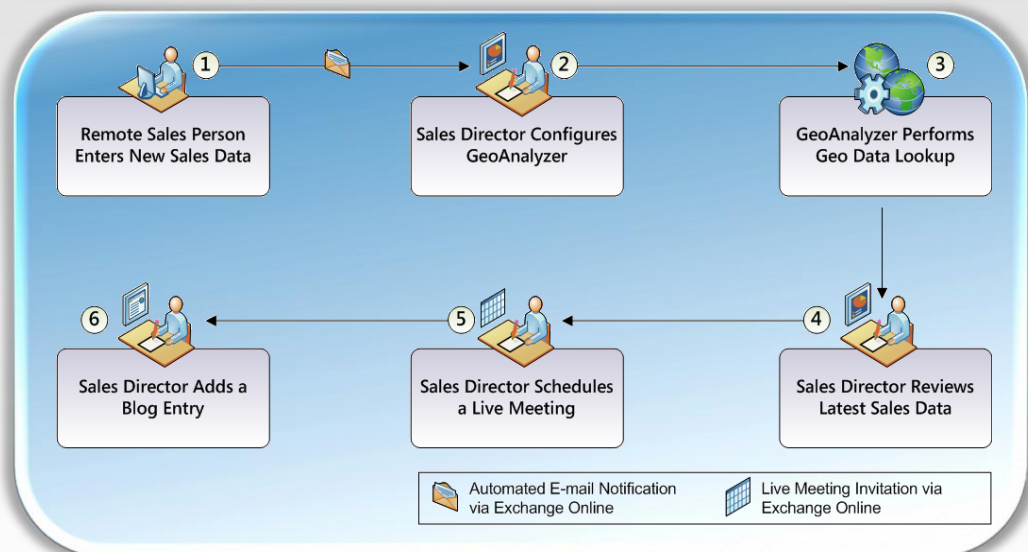 1
2
3
Remote Sales Person
Enters New Sales Data
Sales Director Configures
GeoAnalyzer
GeoAnalyzer Performs
Geo Data Lookup
6
5
4
Sales Director Adds a
Blog Entry
Sales Director Schedules
a Live Meeting
Sales Director Reviews
Latest Sales Data
Automated E-mail Notification
via Exchange Online
Live Meeting Invitation via
Exchange Online